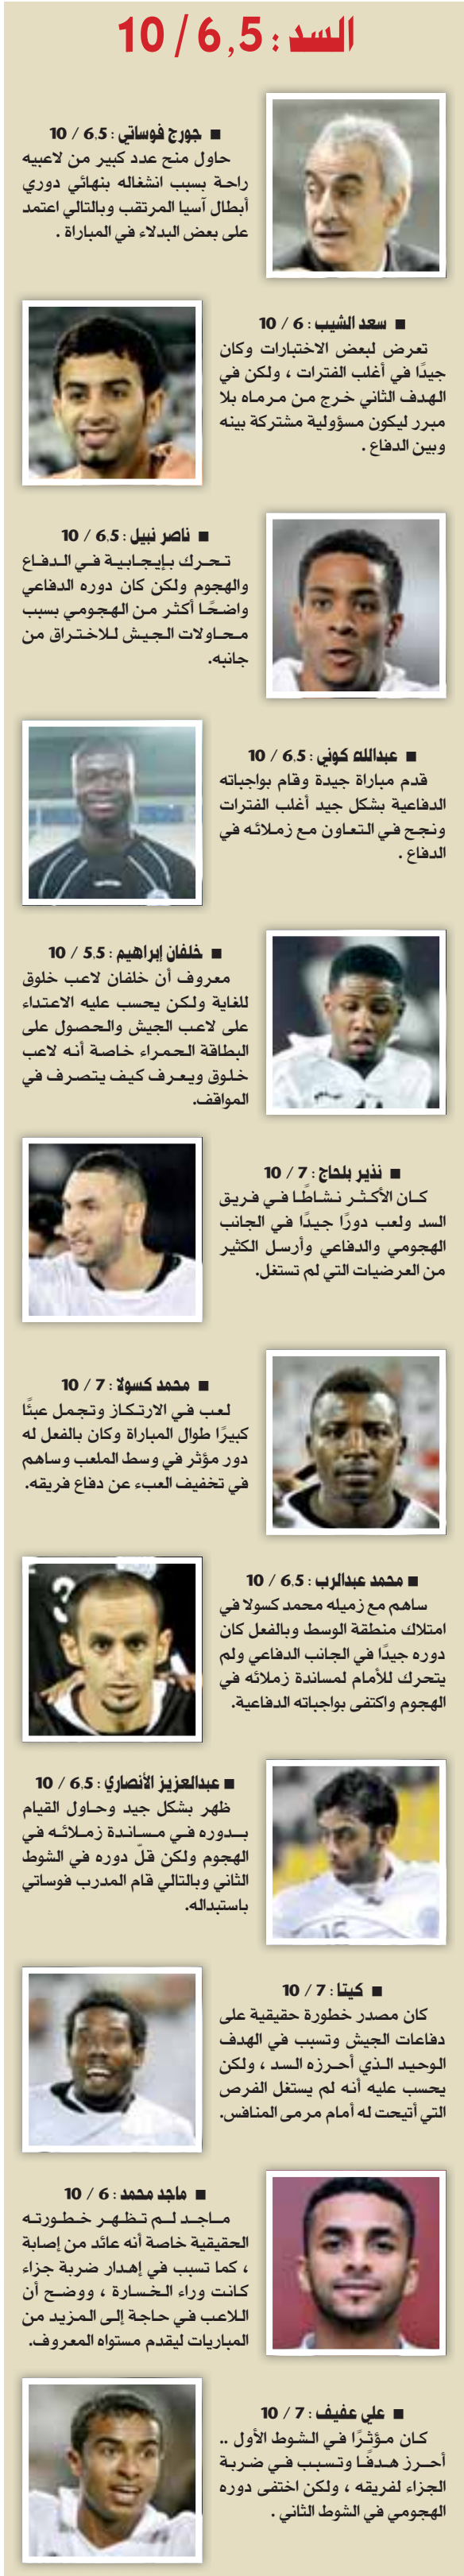 السد : 6,5 / 10
■ جورج فوساتي : 6,5 / 10
حاول منح عدد كبير من لاعبيه
راحة بسبب انشغاله بنهائي دوري
أبطال آسيا المرتقب وبالتالي اعتمد
على بعض البدلاء في المباراة .
■ سعد الشيب : 6 / 10
تعرض لبعض الاختبارات وكان
جيدًا في أغلب الفترات ، ولكن في
الهدف الثاني خرج من مرماه بلا
مبرر ليكون مسؤولية مشتركة بينه
وبين الدفاع .
■ ناصر نبيل : 6,5 / 10
تحرك بإيجابية في الدفاع
والهجوم ولكن كان دوره الدفاعي
واضحًا أكثر من الهجومي بسبب
محاولات الجيش للاختراق من
جانبه.
■ عبدالله كوني : 6,5 / 10
قدم مباراة جيدة وقام بواجباته
الدفاعية بشكل جيد أغلب الفترات
ونجح في التعاون مع زملائه في
الدفاع .
■ خلفان إبراهيم : 5,5 / 10
معروف أن خلفان لاعب خلوق
للغاية ولكن يحسب عليه الاعتداء
على لاعب الجيش والحصول على
البطاقة الحمراء خاصة أنه لاعب
خلوق ويعرف كيف يتصرف في
المواقف.
■ نذير بلحاج : 7 / 10
كان الأكثر نشاطًا في فريق
السد ولعب دورًا جيدًا في الجانب
الهجومي والدفاعي وأرسل الكثير
من العرضيات التي لم تستغل.
■ محمد كسولا : 7 / 10
لعب في الارتكاز وتجمل عبئًا
كبيرًا طوال المباراة وكان بالفعل له
دور مؤثر في وسط الملعب وساهم
في تخفيف العبء عن دفاع فريقه.
■ محمد عبدالرب : 6,5 / 10
ساهم مع زميله محمد كسولا في
امتلاك منطقة الوسط وبالفعل كان
دوره جيدًا في الجانب الدفاعي ولم
يتحرك للأمام لمساندة زملائه في
الهجوم واكتفى بواجباته الدفاعية.
■ عبدالعزيز الأنصاري : 6,5 / 10
ظهر بشكل جيد وحاول القيام
بدوره في مساندة زملائه في
الهجوم ولكن قلّ دوره في الشوط
الثاني وبالتالي قام المدرب فوساتي
باستبداله.
■ كيتا : 7 / 10
كان مصدر خطورة حقيقية على
دفاعات الجيش وتسبب في الهدف
الوحيد الذي أحرزه السد ، ولكن
يحسب عليه أنه لم يستغل الفرص
التي أتيحت له أمام مرمى المنافس.
■ ماجد محمد : 6 / 10
ماجد لم تظهر خطورته
الحقيقية خاصة أنه عائد من إصابة
، كما تسبب في إهدار ضربة جزاء
كانت وراء الخسارة ، ووضح أن
اللاعب في حاجة إلى المزيد من
المباريات ليقدم مستواه المعروف.
■ علي عفيف : 7 / 10
كان مؤثرًا في الشوط الأول ..
أحرز هدفًا وتسبب في ضربة
الجزاء لفريقه ، ولكن اختفى دوره
الهجومي في الشوط الثاني .